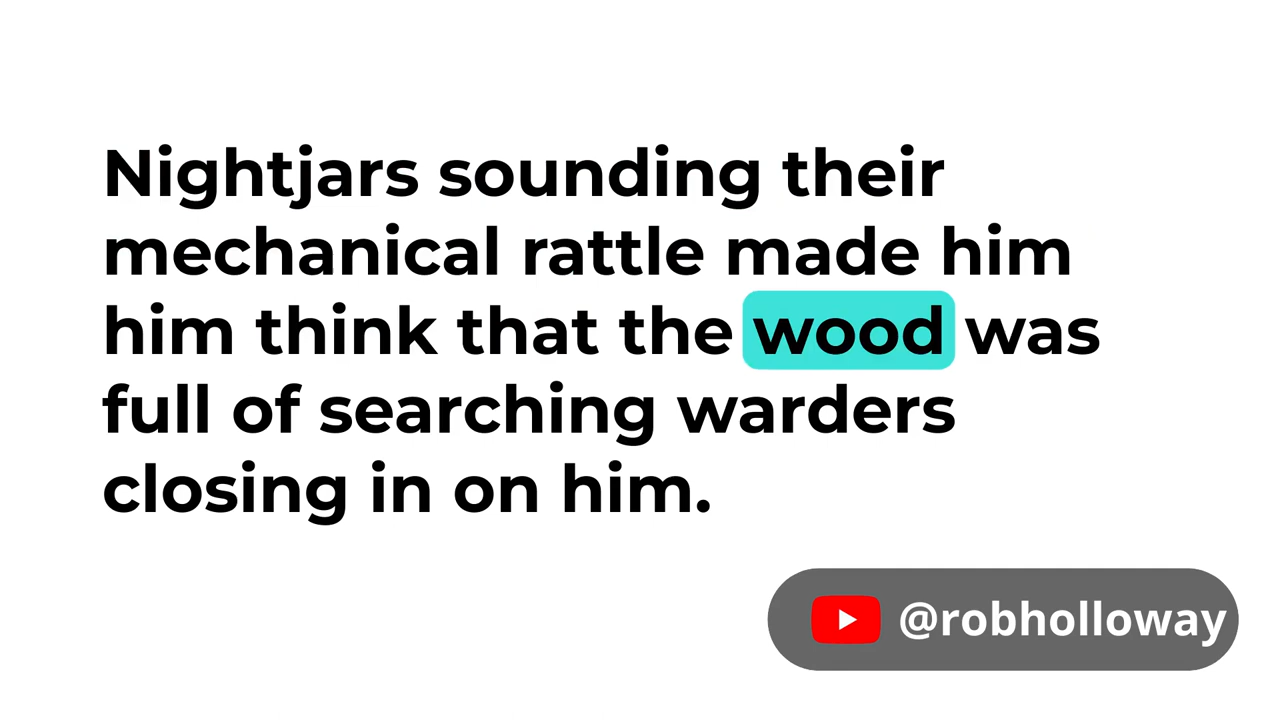 Nightjars sounding their
mechanical rattle made him
him think that the wood was
full of searching warders
closing in on him.
@robholloway